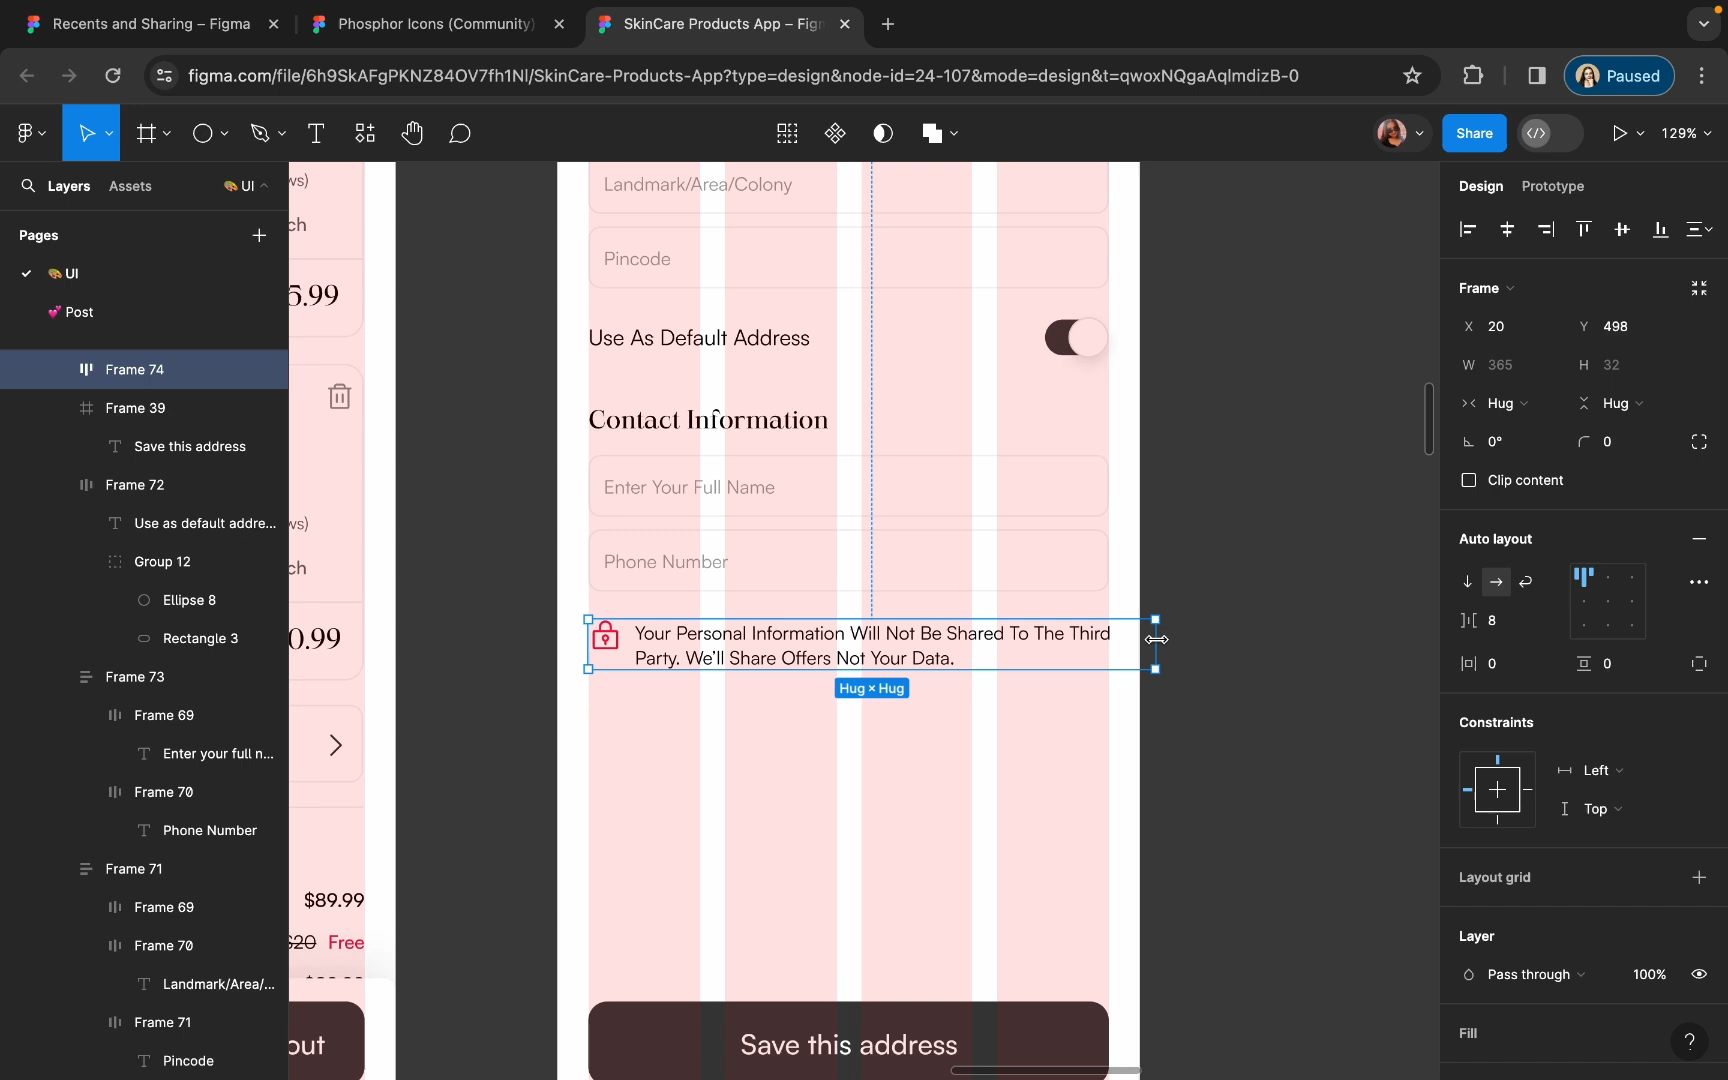 Recents and Sharing – Figma
Phosphor Icons (Community)
SkinCare Products App – Figm
figma.com/file/6h9SkAFgPKNZ84OV7fh1Nl/SkinCare-Products-App?type=design&node-id=24-107&mode=design&t=qwoxNQgaAqlmdizB-0
Paused
Share
129%
Layers
Assets
UI
Pages
UI
Post
Frame 74
Frame 39
Save this address
Frame 72
Use as default addre...
Group 12
Ellipse 8
Rectangle 3
Frame 73
Frame 69
Enter your full n...
Frame 70
Phone Number
Frame 71
Frame 69
Frame 70
Landmark/Area/...
Frame 71
Pincode
ws)
ch
5.99
ws)
ch
0.99
$89.99
$20 Free
out
Landmark/Area/Colony
Pincode
Use As Default Address
Contact Information
Enter Your Full Name
Phone Number
Your Personal Information Will Not Be Shared To The Third
Party. We'll Share Offers Not Your Data.
Hug × Hug
Save this address
Design
Prototype
Frame
X 20
Y 498
W 365
H 32
Hug
Hug
0°
0
Clip content
Auto layout
8
0
0
Constraints
Left
Top
Layout grid
Layer
Pass through
100%
Fill
?